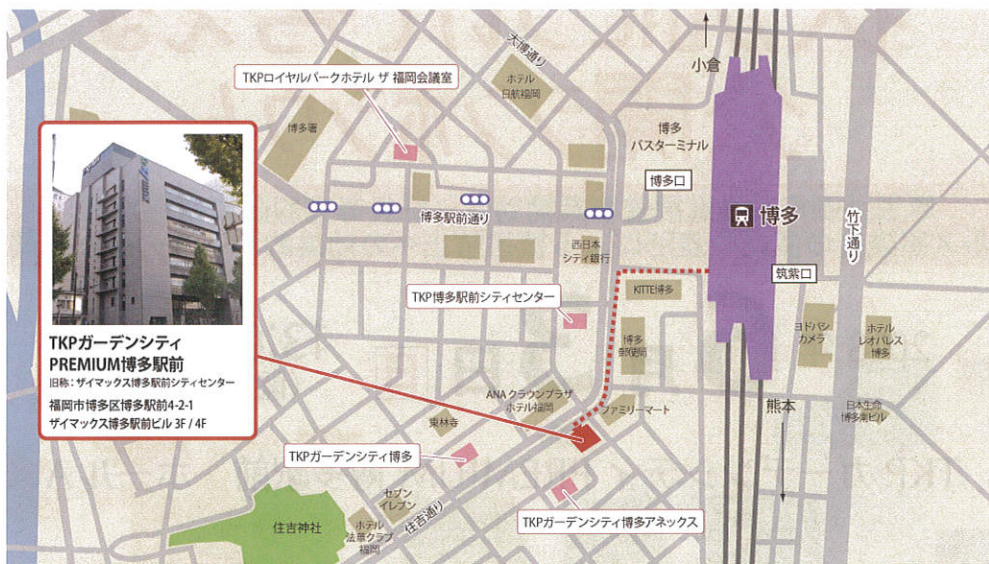 大博通り
小倉
TKPロイヤルパークホテル ザ 福岡会議室
ホテル
日航福岡
博多署
博多
バスターミナル
博多口
博多駅前通り
博多
竹下通り
西日本
シティ銀行
筑紫口
KITTE博多
TKP博多駅前シティセンター
博多
郵便局
ヨドバシ
カメラ
ホテル
レオパレス
博多
TKPガーデンシティ
PREMIUM博多駅前
旧称：ザイマックス博多駅前シティセンター
福岡市博多区博多駅前4-2-1
ザイマックス博多駅前ビル 3F / 4F
ANAクラウンプラザ
ホテル福岡
ファミリーマート
熊本
日本生命
博多南ビル
東林寺
TKPガーデンシティ博多
セブン
イレブン
住吉通り
TKPガーデンシティ博多アネックス
住吉神社
ホテル
法華クラブ
福岡